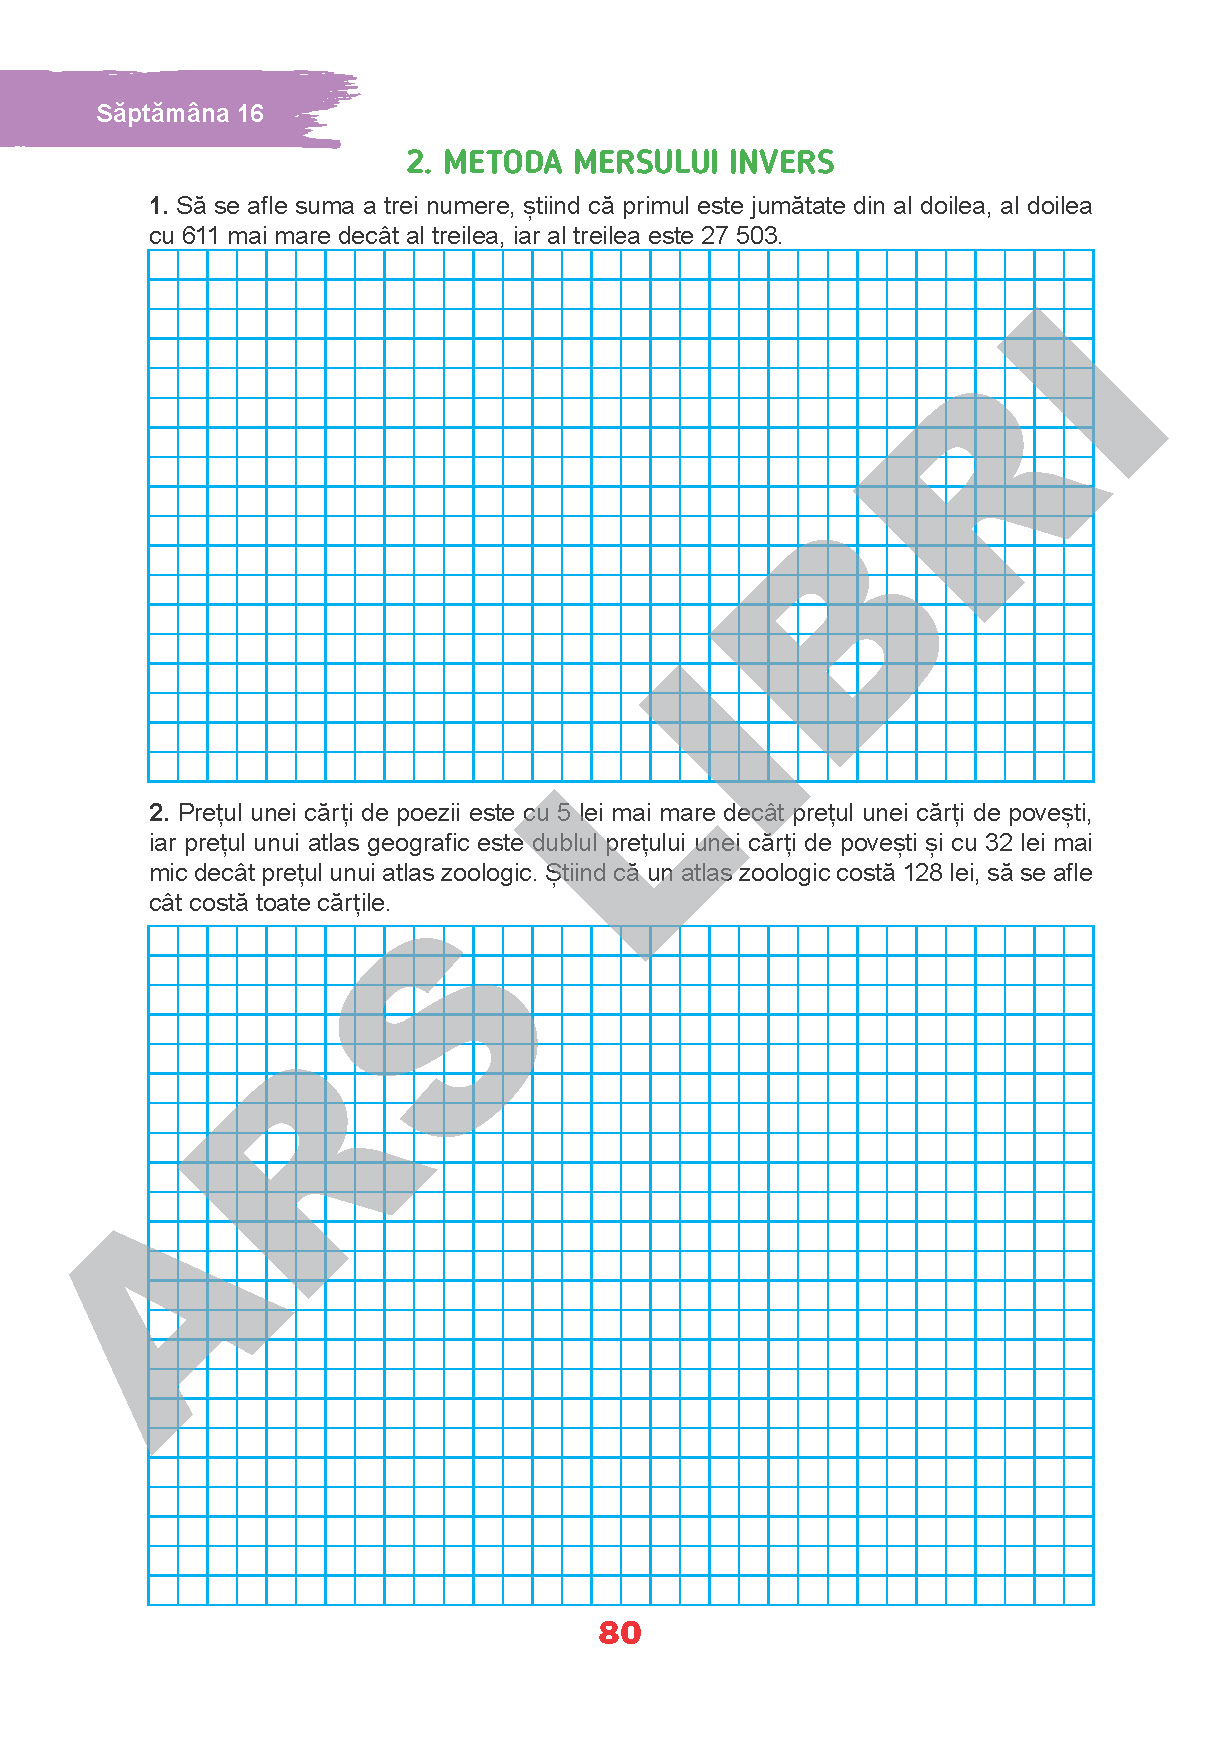 Săptămâna 16
2. METODA MERSULUI INVERS
1. Să se afle suma a trei numere, știind că primul este jumătate din al doilea, al doilea
cu 611 mai mare decât al treilea, iar al treilea este 27 503.
2. Prețul unei cărți de poezii este cu 5 lei mai mare decât prețul unei cărți de povești,
iar prețul unui atlas geografic este dublul prețului unei cărți de povești și cu 32 lei mai
mic decât prețul unui atlas zoologic. Știind că un atlas zoologic costă 128 lei, să se afle
cât costă toate cărțile.
ARS LIBRI
80